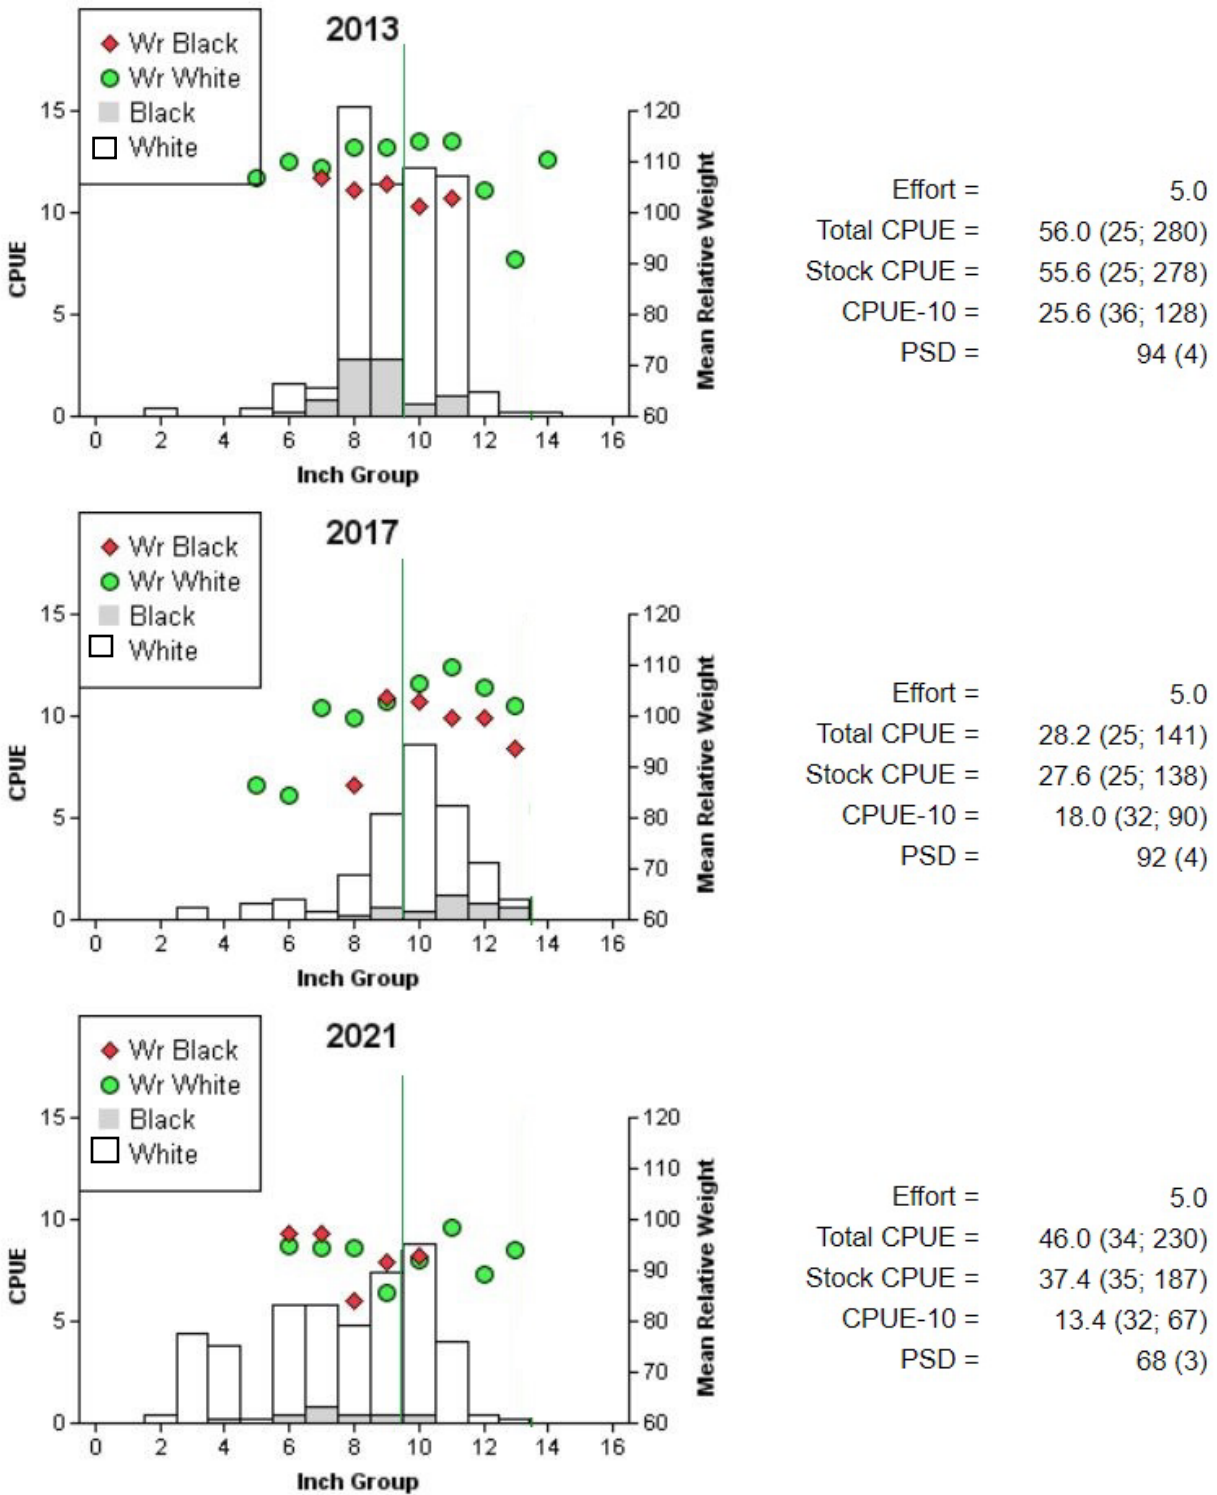 2013
Wr Black
Wr White
Black
White
15
10
5
0
CPUE
120
110
100
90
80
70
60
Mean Relative Weight
0 2 4 6 8 10 12 14 16
Inch Group
Effort = 5.0
Total CPUE = 56.0 (25; 280)
Stock CPUE = 55.6 (25; 278)
CPUE-10 = 25.6 (36; 128)
PSD = 94 (4)
2017
Wr Black
Wr White
Black
White
15
10
5
0
CPUE
120
110
100
90
80
70
60
Mean Relative Weight
0 2 4 6 8 10 12 14 16
Inch Group
Effort = 5.0
Total CPUE = 28.2 (25; 141)
Stock CPUE = 27.6 (25; 138)
CPUE-10 = 18.0 (32; 90)
PSD = 92 (4)
2021
Wr Black
Wr White
Black
White
15
10
5
0
CPUE
120
110
100
90
80
70
60
Mean Relative Weight
0 2 4 6 8 10 12 14 16
Inch Group
Effort = 5.0
Total CPUE = 46.0 (34; 230)
Stock CPUE = 37.4 (35; 187)
CPUE-10 = 13.4 (32; 67)
PSD = 68 (3)